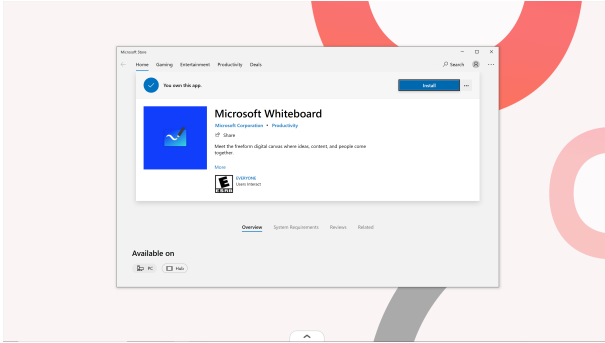 Microsoft Store
Home Gaming Entertainment Productivity Deals Search
You own this app. Install
Microsoft Whiteboard
Microsoft Corporation • Productivity
Share
Meet the freeform digital canvas where ideas, content, and people come
together.
More
E
EVERYONE
Users Interact
ESRB
Overview System Requirements Reviews Related
Available on
PC Hub